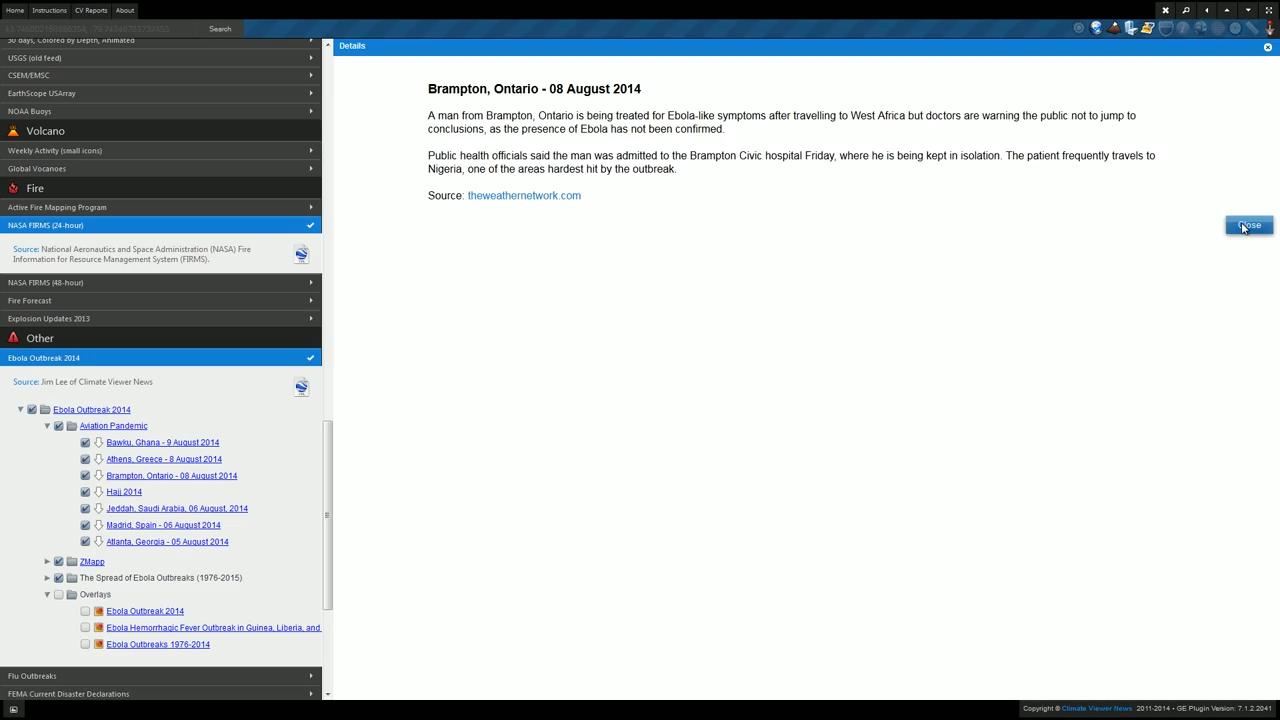 Home Instructions CV Reports About
Search
30 days, Colored by Depth, Animated
USGS (old feed)
CSEM/EMSC
EarthScope USArray
NOAA Buoys
Volcano
Weekly Activity (small icons)
Global Vocanoes
Fire
Active Fire Mapping Program
NASA FIRMS (24-hour)
Source: National Aeronautics and Space Administration (NASA) Fire
Information for Resource Management System (FIRMS).
NASA FIRMS (48-hour)
Fire Forecast
Explosion Updates 2013
Other
Ebola Outbreak 2014
Source: Jim Lee of Climate Viewer News
Ebola Outbreak 2014
Aviation Pandemic
Bawku, Ghana - 9 August 2014
Athens, Greece - 8 August 2014
Brampton, Ontario - 08 August 2014
Hajj 2014
Jeddah, Saudi Arabia, 06 August, 2014
Madrid, Spain - 06 August 2014
Atlanta, Georgia - 05 August 2014
ZMapp
The Spread of Ebola Outbreaks (1976-2015)
Overlays
Ebola Outbreak 2014
Ebola Hemorrhagic Fever Outbreak in Guinea, Liberia, and
Ebola Outbreaks 1976-2014
Flu Outbreaks
FEMA Current Disaster Declarations
Details
Brampton, Ontario - 08 August 2014
A man from Brampton, Ontario is being treated for Ebola-like symptoms after travelling to West Africa but doctors are warning the public not to jump to
conclusions, as the presence of Ebola has not been confirmed.
Public health officials said the man was admitted to the Brampton Civic hospital Friday, where he is being kept in isolation. The patient frequently travels to
Nigeria, one of the areas hardest hit by the outbreak.
Source: theweathernetwork.com
Close
Copyright © Climate Viewer News 2011-2014 • GE Plugin Version: 7.1.2.2041